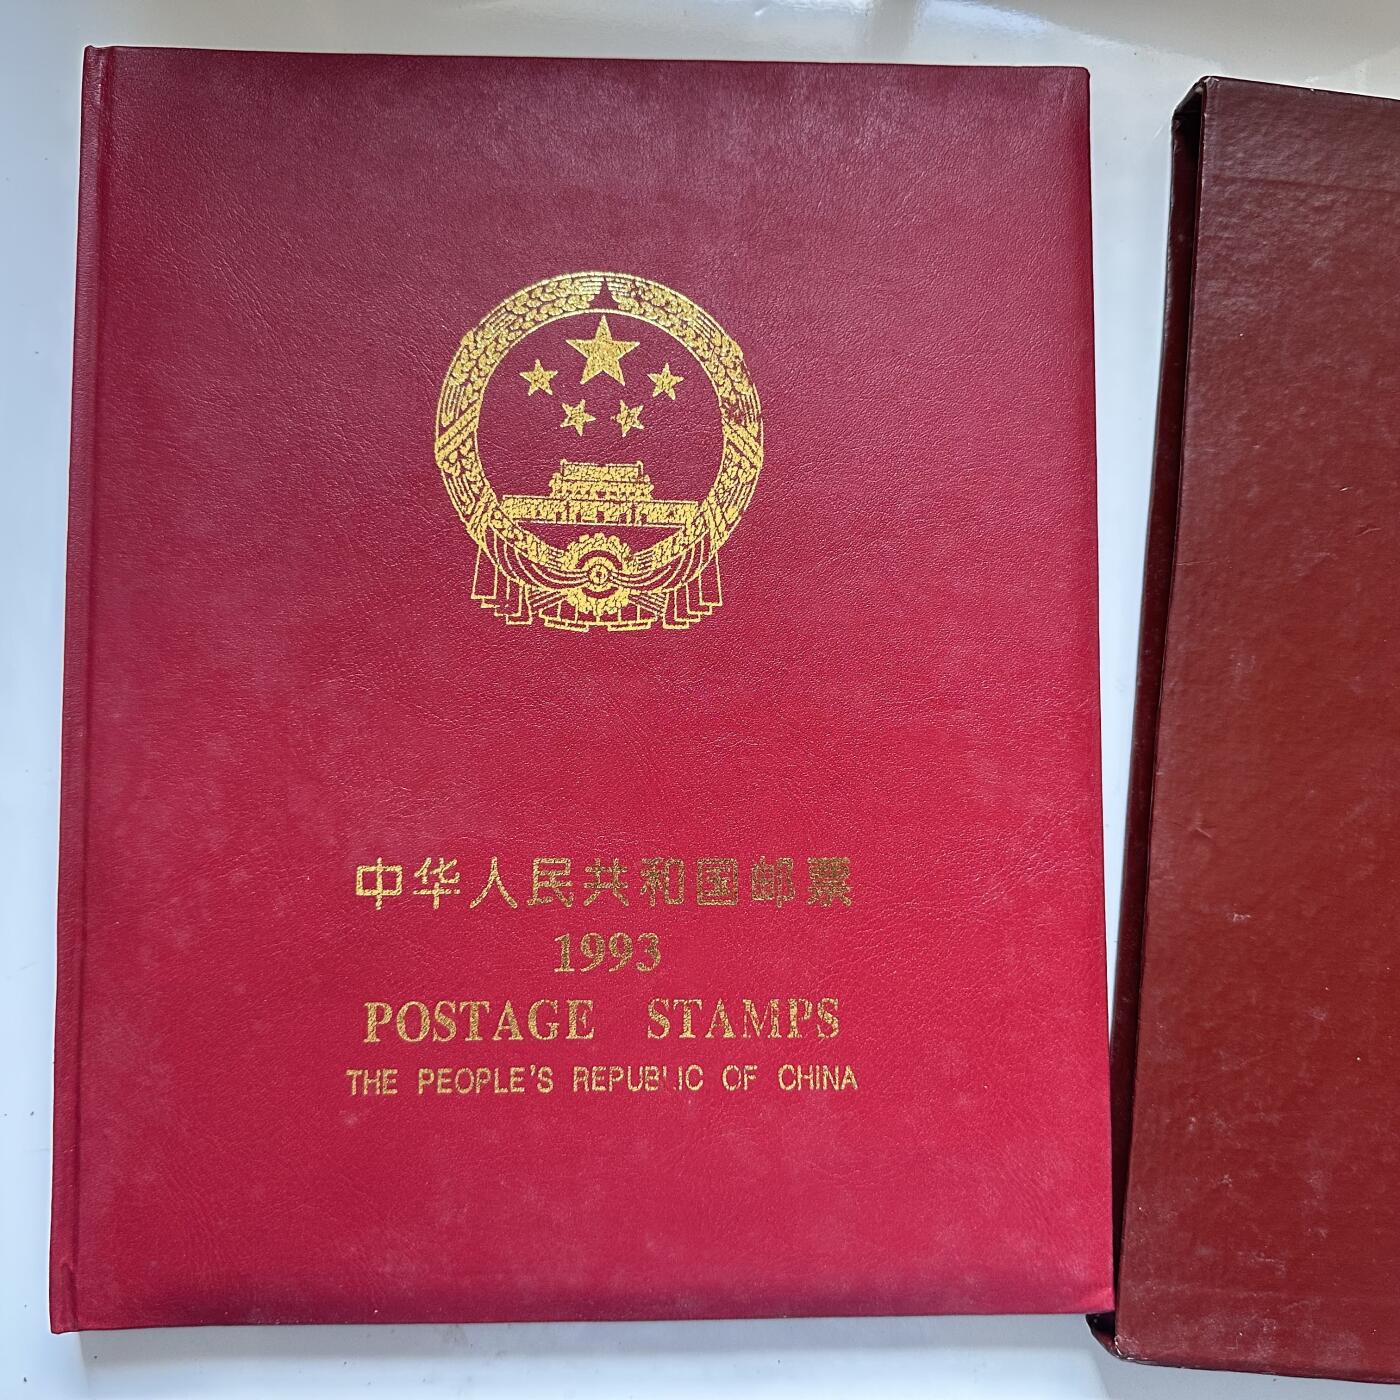 中华人民共和国邮票
1993
POSTAGE STAMPS
THE PEOPLE'S REPUBLIC OF CHINA